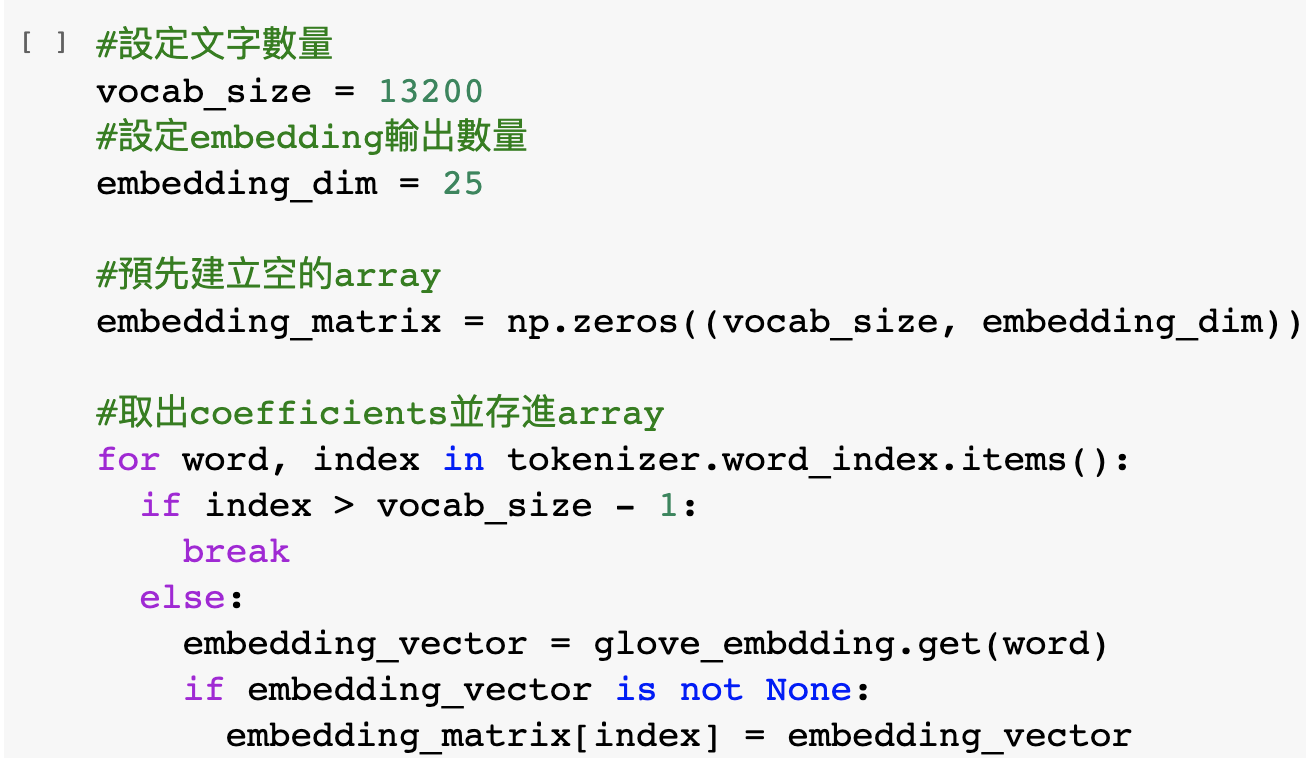 [ ] #設定文字數量
vocab_size = 13200
#設定embedding輸出數量
embedding_dim = 25
#預先建立空的array
embedding_matrix = np.zeros((vocab_size, embedding_dim))
#取出coefficients並存進array
for word, index in tokenizer.word_index.items():
if index > vocab_size - 1:
break
else:
embedding_vector = glove_embdding.get(word)
if embedding_vector is not None:
embedding_matrix[index] = embedding_vector